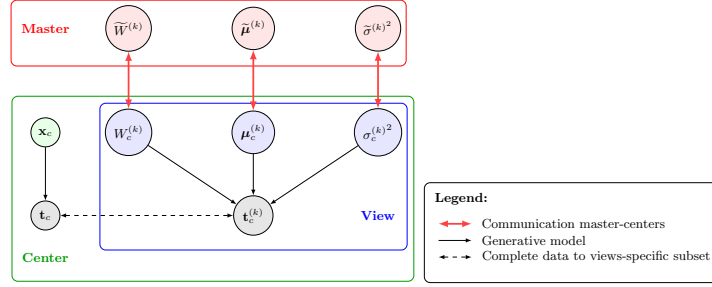 Master
W̃^(k)
μ̃^(k)
σ̃^(k)²
x_c
W_c^(k)
μ_c^(k)
σ_c^(k)²
t_c
t_c^(k)
View
Center
Legend:
Communication master-centers
Generative model
Complete data to views-specific subset